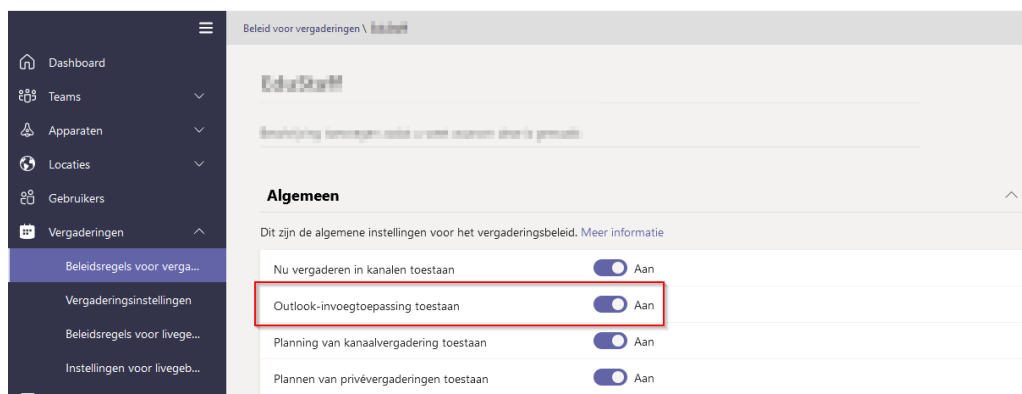 Beleid voor vergaderingen \
Dashboard
Teams
Apparaten
Locaties
Gebruikers
Vergaderingen
Beleidsregels voor verga...
Vergaderingsinstellingen
Beleidsregels voor livege...
Instellingen voor livegeb...
Algemeen
Dit zijn de algemene instellingen voor het vergaderingsbeleid. Meer informatie
Nu vergaderen in kanalen toestaan Aan
Outlook-invoegtoepassing toestaan Aan
Planning van kanaalvergadering toestaan Aan
Plannen van privévergaderingen toestaan Aan